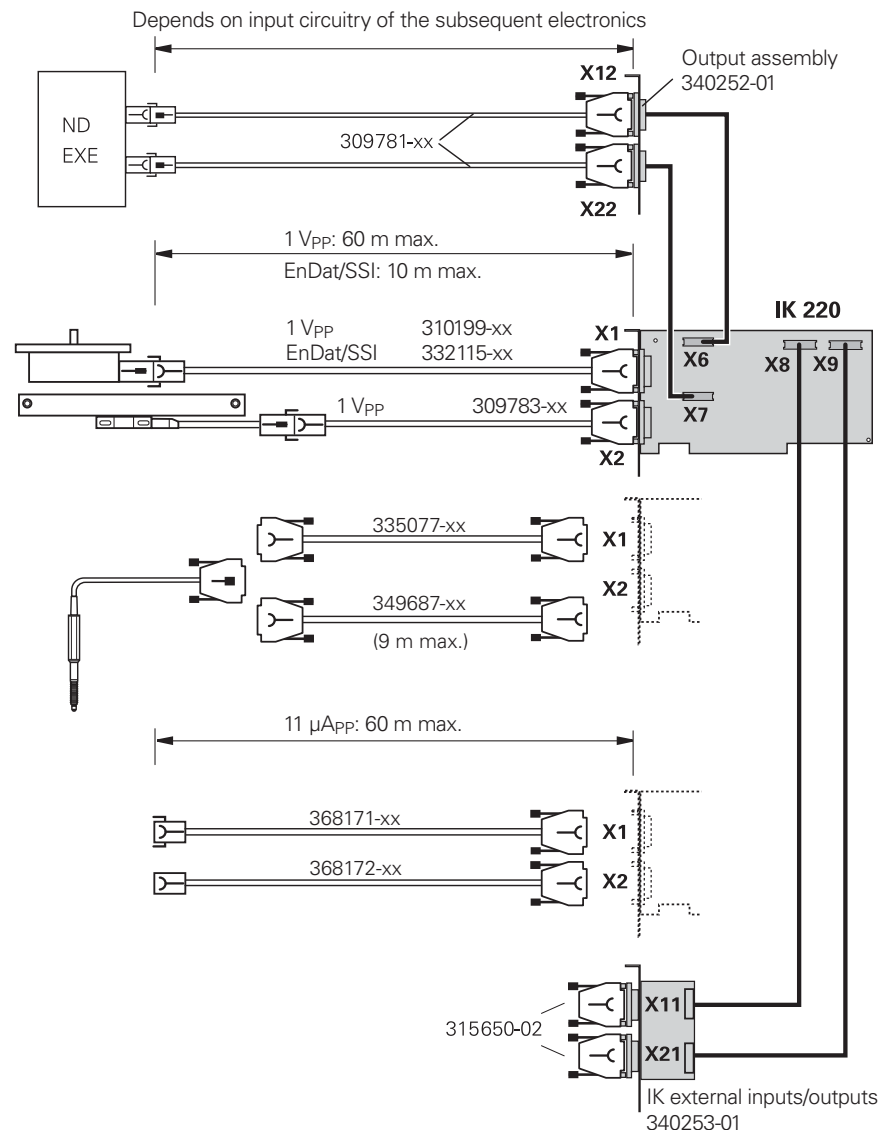 Depends on input circuitry of the subsequent electronics
Output assembly
340252-01
X12
ND
EXE
309781-xx
X22
1 VPP: 60 m max.
EnDat/SSI: 10 m max.
IK 220
1 VPP 310199-xx
EnDat/SSI 332115-xx
X1
X6
X8 X9
1 VPP 309783-xx
X7
X2
335077-xx
X1
X2
349687-xx
(9 m max.)
11 µAPP: 60 m max.
368171-xx
X1
368172-xx
X2
X11
315650-02
X21
IK external inputs/outputs
340253-01